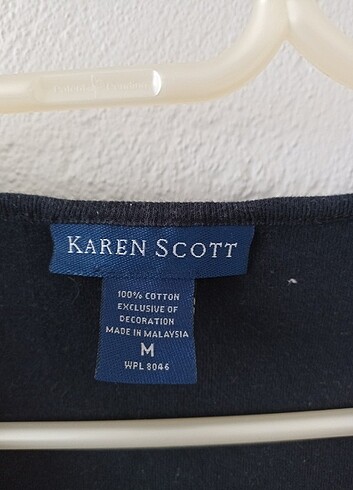 KAREN SCOTT
100% COTTON
EXCLUSIVE OF
DECORATION
MADE IN MALAYSIA
M
WPL 8046